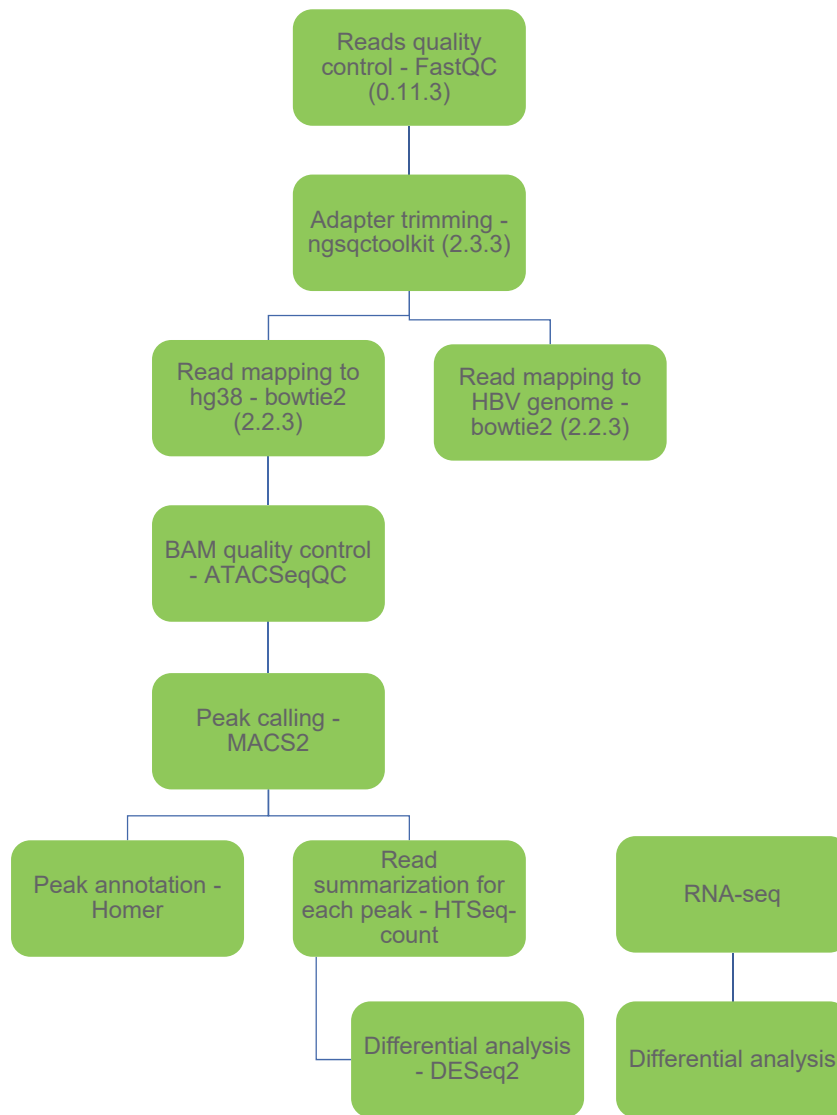 Reads quality
control - FastQC
(0.11.3)
Adapter trimming -
ngsqctoolkit (2.3.3)
Read mapping to
hg38 - bowtie2
(2.2.3)
Read mapping to
HBV genome -
bowtie2 (2.2.3)
BAM quality control
- ATACSeqQC
Peak calling -
MACS2
Peak annotation -
Homer
Read
summarization for
each peak - HTSeq-
count
RNA-seq
Differential analysis
- DESeq2
Differential analysis